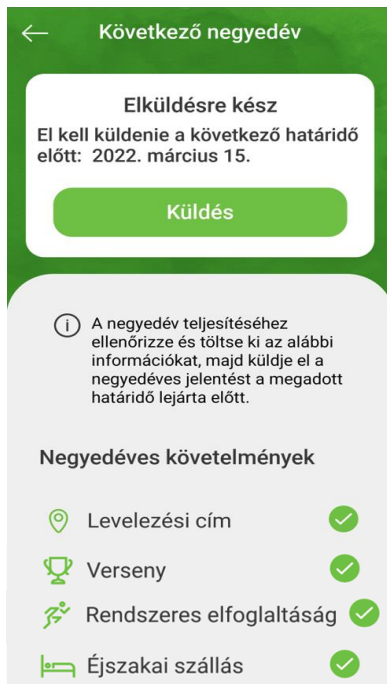 Következő negyedév
Elküldésre kész
El kell küldenie a következő határidő
előtt: 2022. március 15.
Küldés
A negyedév teljesítéséhez
ellenőrizze és töltse ki az alábbi
információkat, majd küldje el a
negyedéves jelentést a megadott
határidő lejárta előtt.
Negyedéves követelmények
Levelezési cím
Verseny
Rendszeres elfoglaltáság
Éjszakai szállás